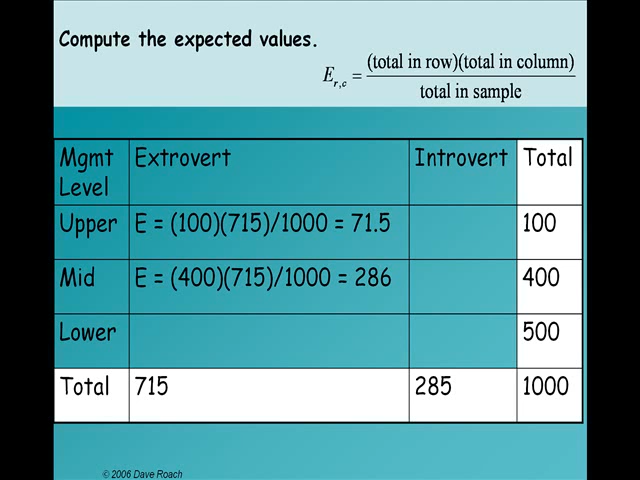 Compute the expected values.
E r,c = (total in row)(total in column) / total in sample
Mgmt Level Extrovert Introvert Total
Upper E = (100)(715)/1000 = 71.5 100
Mid E = (400)(715)/1000 = 286 400
Lower 500
Total 715 285 1000
© 2006 Dave Roach